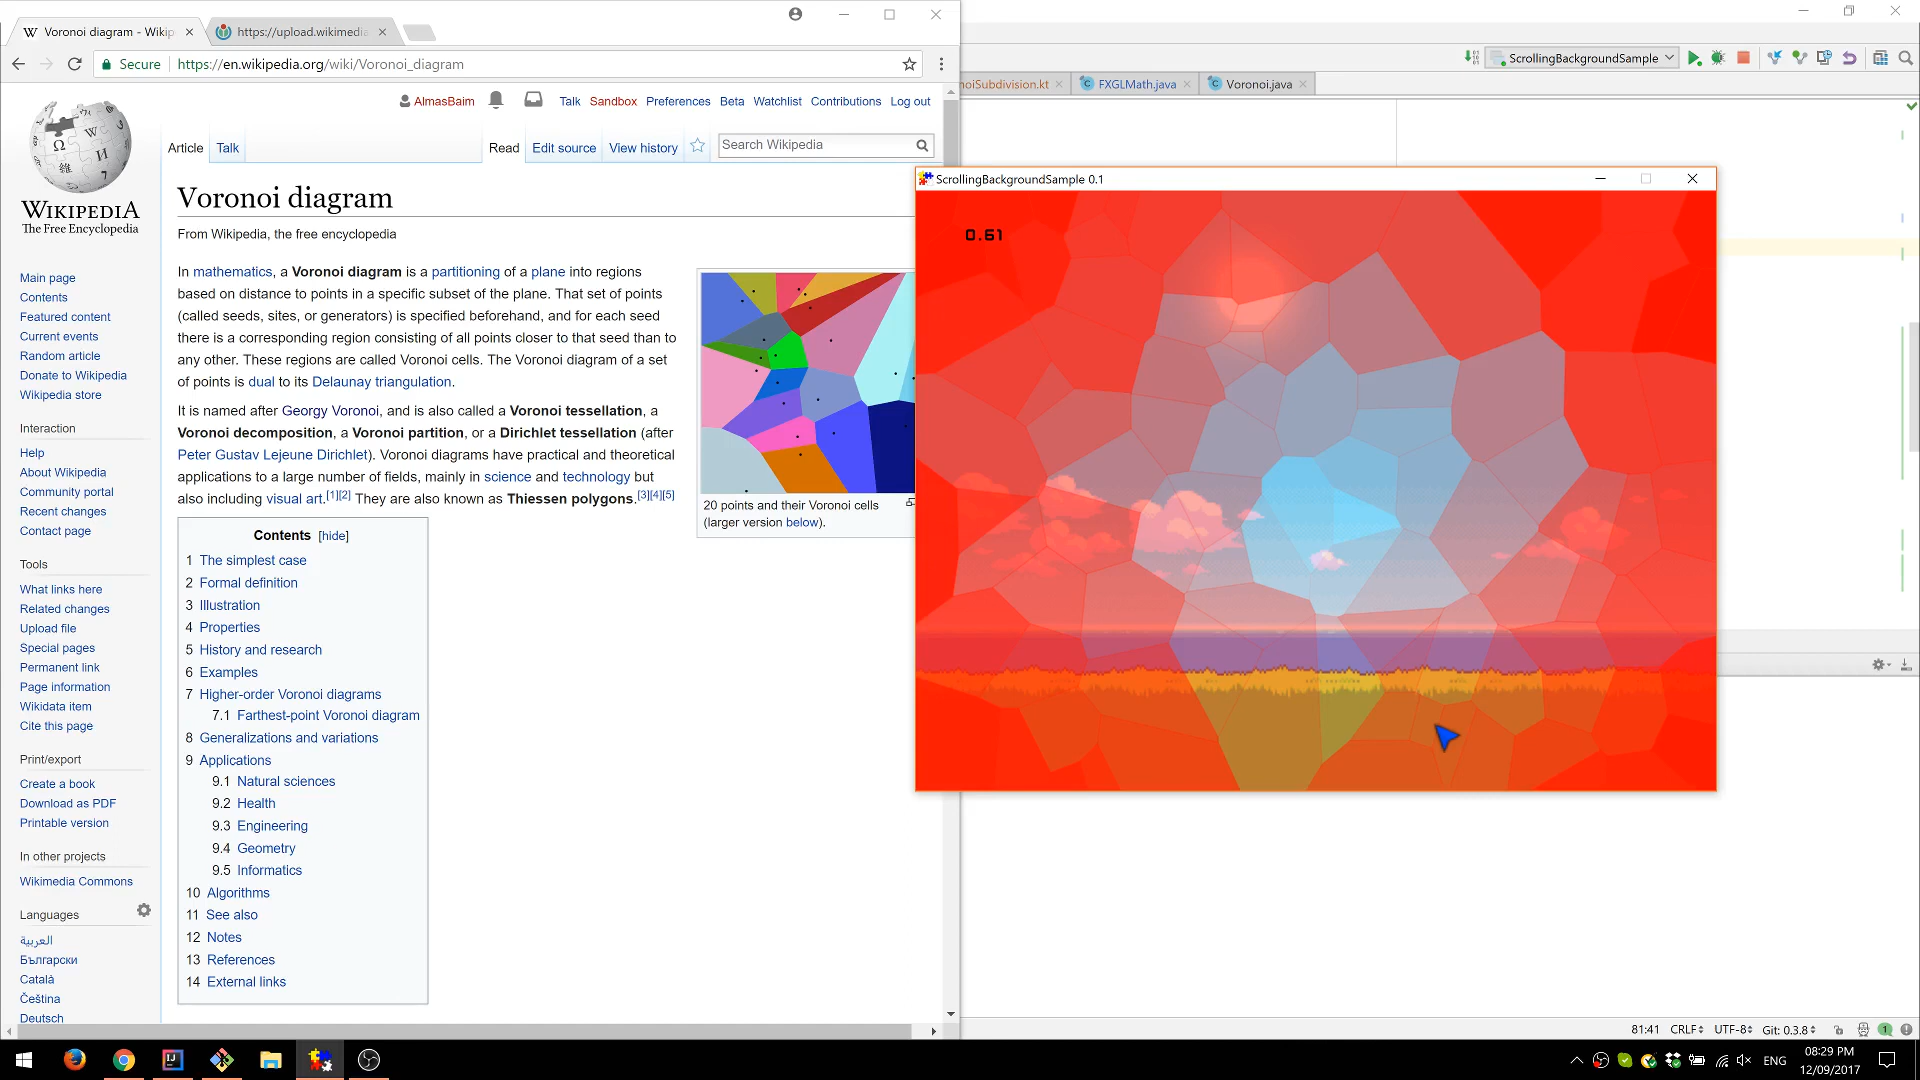 Voronoi diagram - Wikip
https://upload.wikimedia
Secure
https://en.wikipedia.org/wiki/Voronoi_diagram
AlmasBaim
Talk
Sandbox
Preferences
Beta
Watchlist
Contributions
Log out
Article
Talk
Read
Edit source
View history
Search Wikipedia
WIKIPEDIA
The Free Encyclopedia
Main page
Contents
Featured content
Current events
Random article
Donate to Wikipedia
Wikipedia store
Interaction
Help
About Wikipedia
Community portal
Recent changes
Contact page
Tools
What links here
Related changes
Upload file
Special pages
Permanent link
Page information
Wikidata item
Cite this page
Print/export
Create a book
Download as PDF
Printable version
In other projects
Wikimedia Commons
Languages
العربية
Български
Català
Čeština
Deutsch
Voronoi diagram
From Wikipedia, the free encyclopedia
In mathematics, a Voronoi diagram is a partitioning of a plane into regions
based on distance to points in a specific subset of the plane. That set of points
(called seeds, sites, or generators) is specified beforehand, and for each seed
there is a corresponding region consisting of all points closer to that seed than to
any other. These regions are called Voronoi cells. The Voronoi diagram of a set
of points is dual to its Delaunay triangulation.
It is named after Georgy Voronoi, and is also called a Voronoi tessellation, a
Voronoi decomposition, a Voronoi partition, or a Dirichlet tessellation (after
Peter Gustav Lejeune Dirichlet). Voronoi diagrams have practical and theoretical
applications to a large number of fields, mainly in science and technology but
also including visual art.[1][2] They are also known as Thiessen polygons.[3][4][5]
20 points and their Voronoi cells
(larger version below).
Contents [hide]
1 The simplest case
2 Formal definition
3 Illustration
4 Properties
5 History and research
6 Examples
7 Higher-order Voronoi diagrams
7.1 Farthest-point Voronoi diagram
8 Generalizations and variations
9 Applications
9.1 Natural sciences
9.2 Health
9.3 Engineering
9.4 Geometry
9.5 Informatics
10 Algorithms
11 See also
12 Notes
13 References
14 External links
ScrollingBackgroundSample
noiSubdivision.kt
FXGLMath.java
Voronoi.java
ScrollingBackgroundSample 0.1
0.61
81:41
CRLF
UTF-8
Git: 0.3.8
1
ENG
08:29 PM
12/09/2017